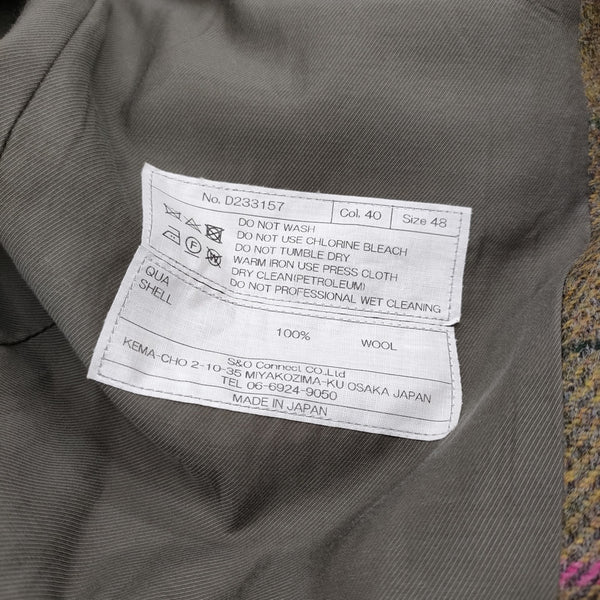 No. D233157 Col. 40 Size 48
DO NOT WASH
DO NOT USE CHLORINE BLEACH
DO NOT TUMBLE DRY
WARM IRON USE PRESS CLOTH
DRY CLEAN(PETROLEUM)
DO NOT PROFESSIONAL WET CLEANING
QUA
SHELL
100% WOOL
S&O Connect CO.,Ltd
KEMA-CHO 2-10-35 MIYAKOZIMA-KU OSAKA JAPAN
TEL 06-6924-9050
MADE IN JAPAN